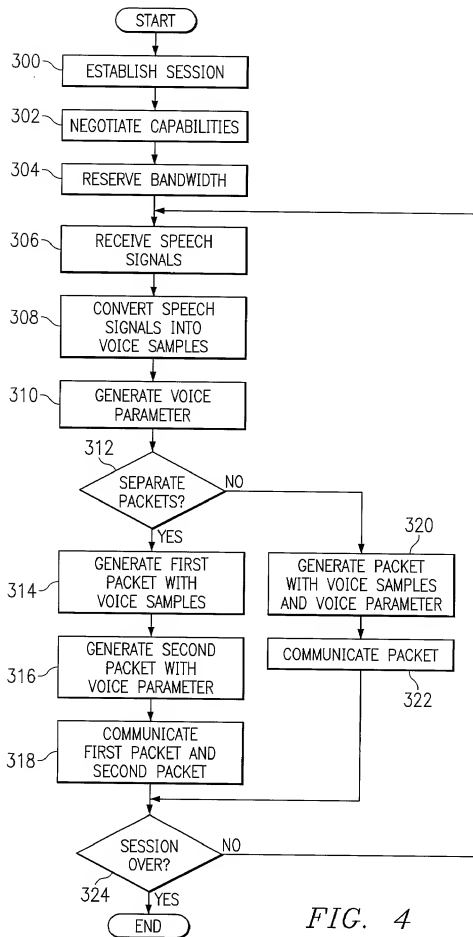 START
300
ESTABLISH SESSION
302
NEGOTIATE CAPABILITIES
304
RESERVE BANDWIDTH
306
RECEIVE SPEECH
SIGNALS
308
CONVERT SPEECH
SIGNALS INTO
VOICE SAMPLES
310
GENERATE VOICE
PARAMETER
312
SEPARATE
PACKETS?
NO
YES
314
GENERATE FIRST
PACKET WITH
VOICE SAMPLES
316
GENERATE SECOND
PACKET WITH
VOICE PARAMETER
318
COMMUNICATE
FIRST PACKET AND
SECOND PACKET
320
GENERATE PACKET
WITH VOICE SAMPLES
AND VOICE PARAMETER
COMMUNICATE PACKET
322
SESSION
OVER?
NO
324
YES
END
FIG. 4